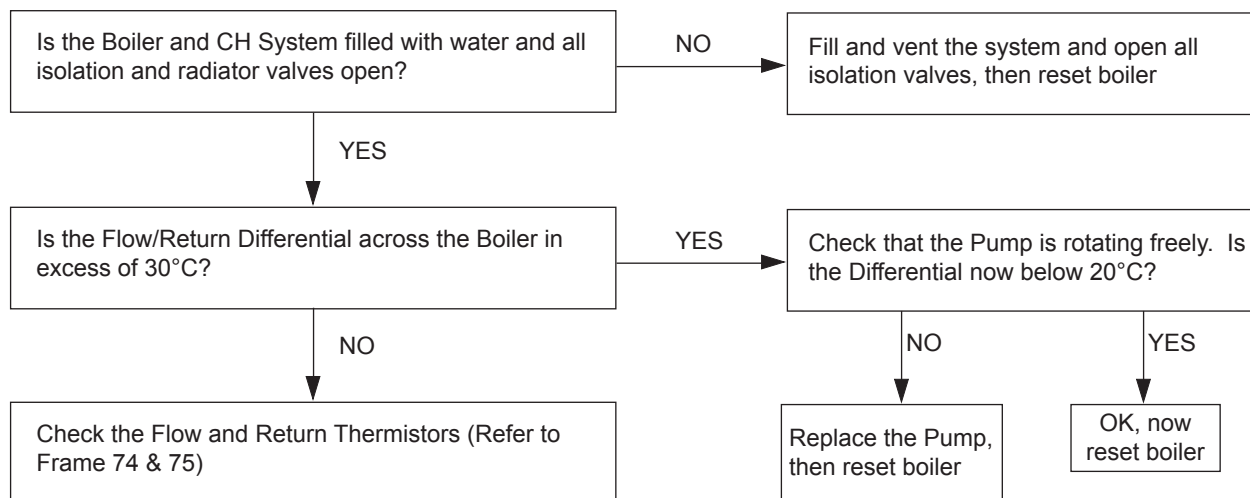 Is the Boiler and CH System filled with water and all
isolation and radiator valves open?
NO
Fill and vent the system and open all
isolation valves, then reset boiler
YES
Is the Flow/Return Differential across the Boiler in
excess of 30°C?
YES
Check that the Pump is rotating freely.  Is
the Differential now below 20°C?
NO
NO
YES
Check the Flow and Return Thermistors (Refer to
Frame 74 & 75)
Replace the Pump,
then reset boiler
OK, now
reset boiler